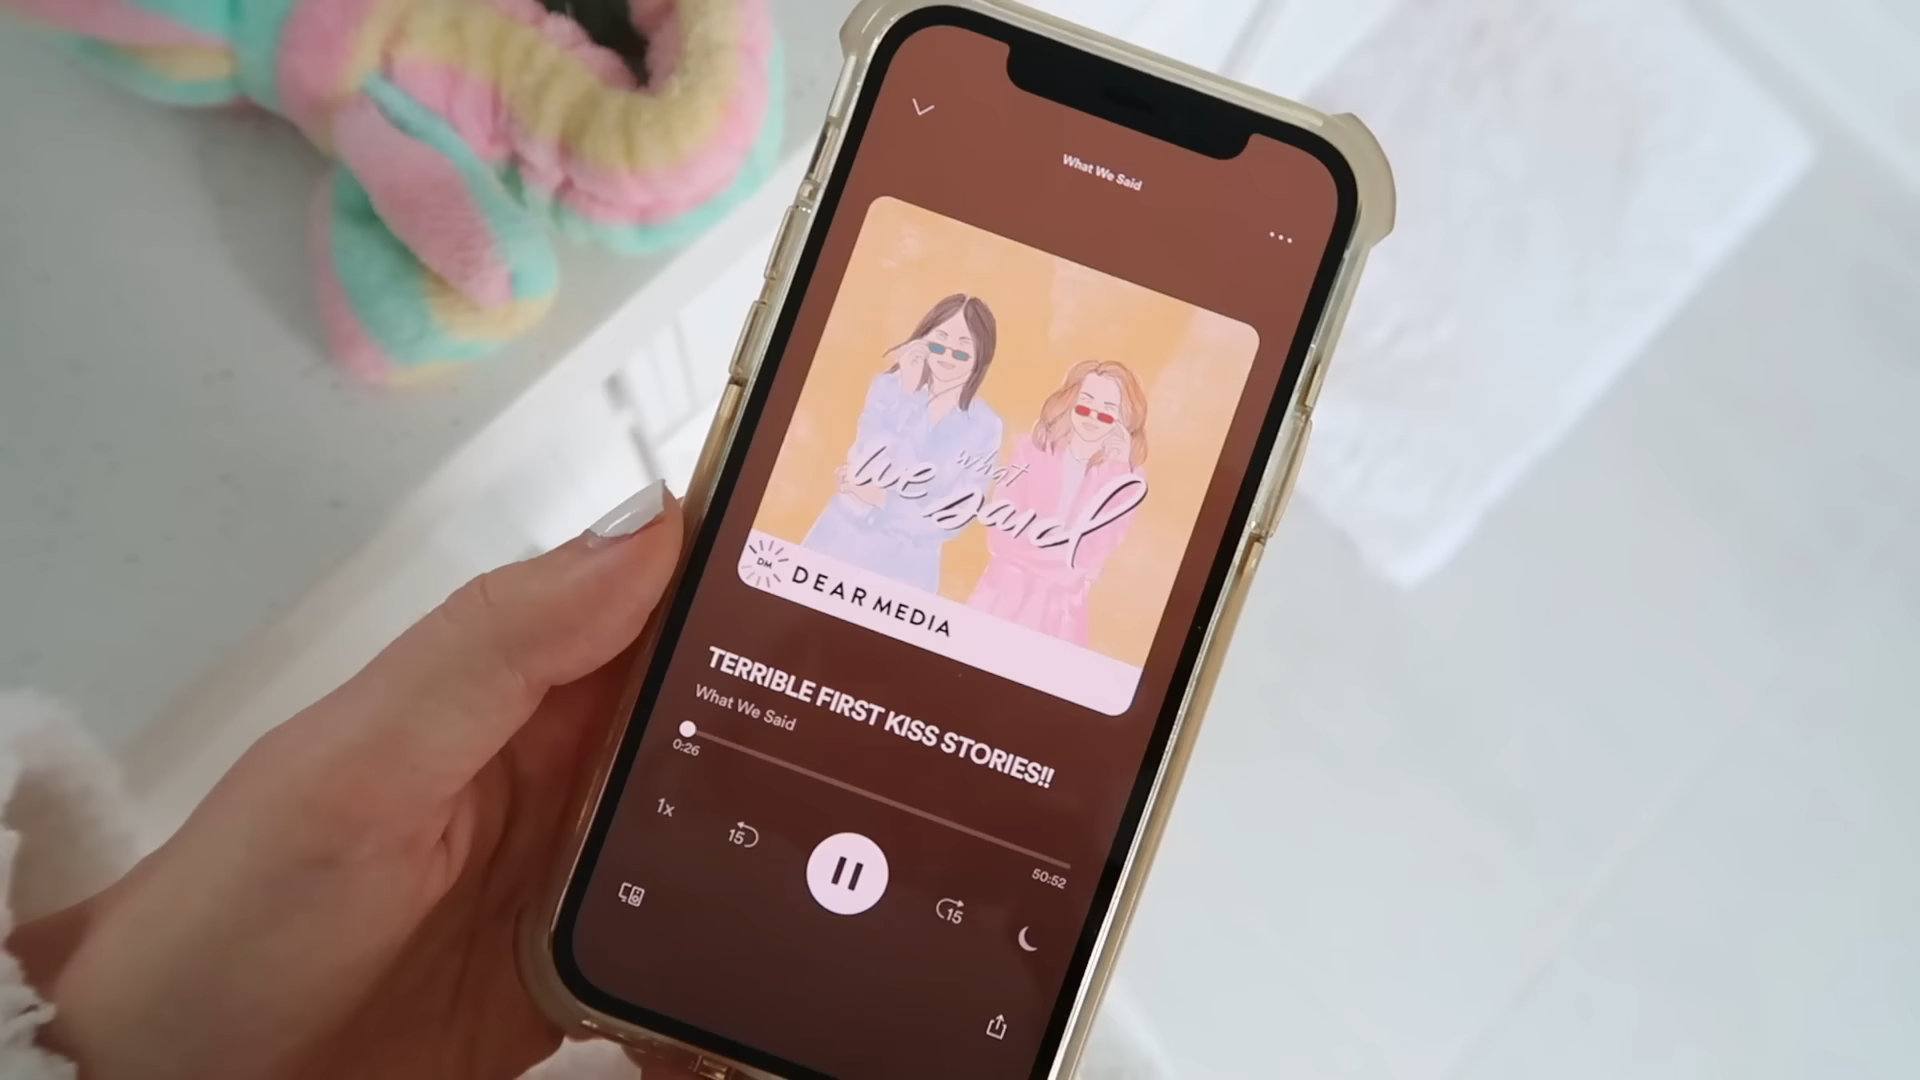 What We Said
what
we said
DM
DEAR MEDIA
TERRIBLE FIRST KISS STORIES!!
What We Said
0:26
50:52
1x
15
15